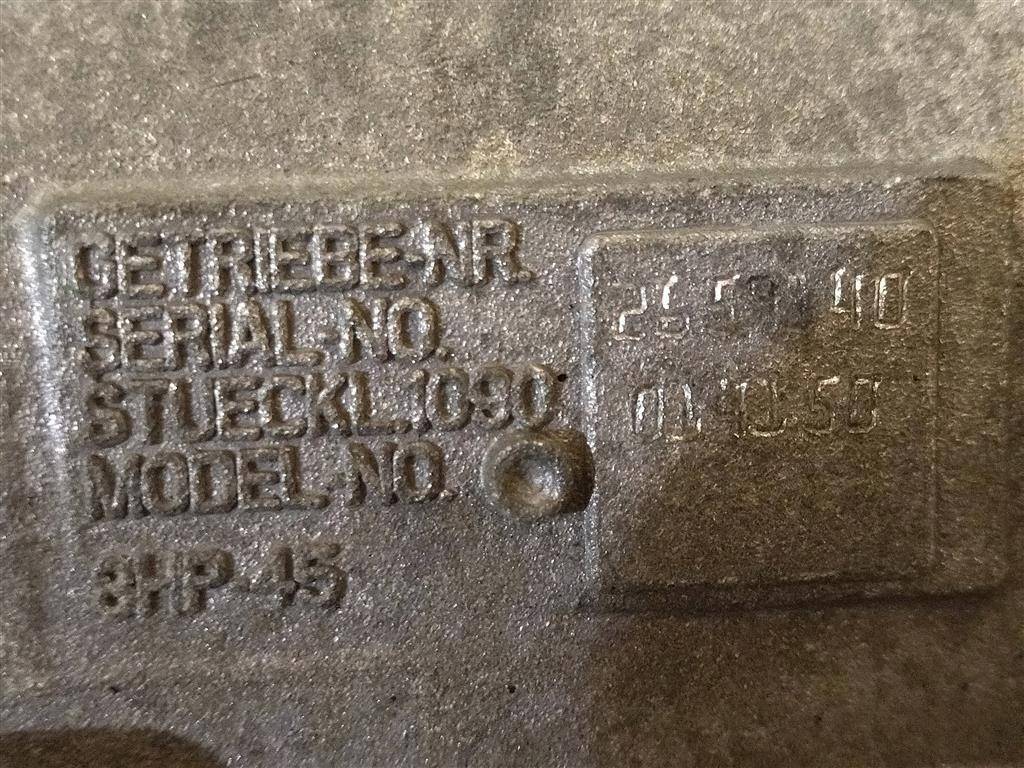 GETRIEBE-NR.
SERIAL-NO.
STUECKL.1090
MODEL-NO.
8HP-45